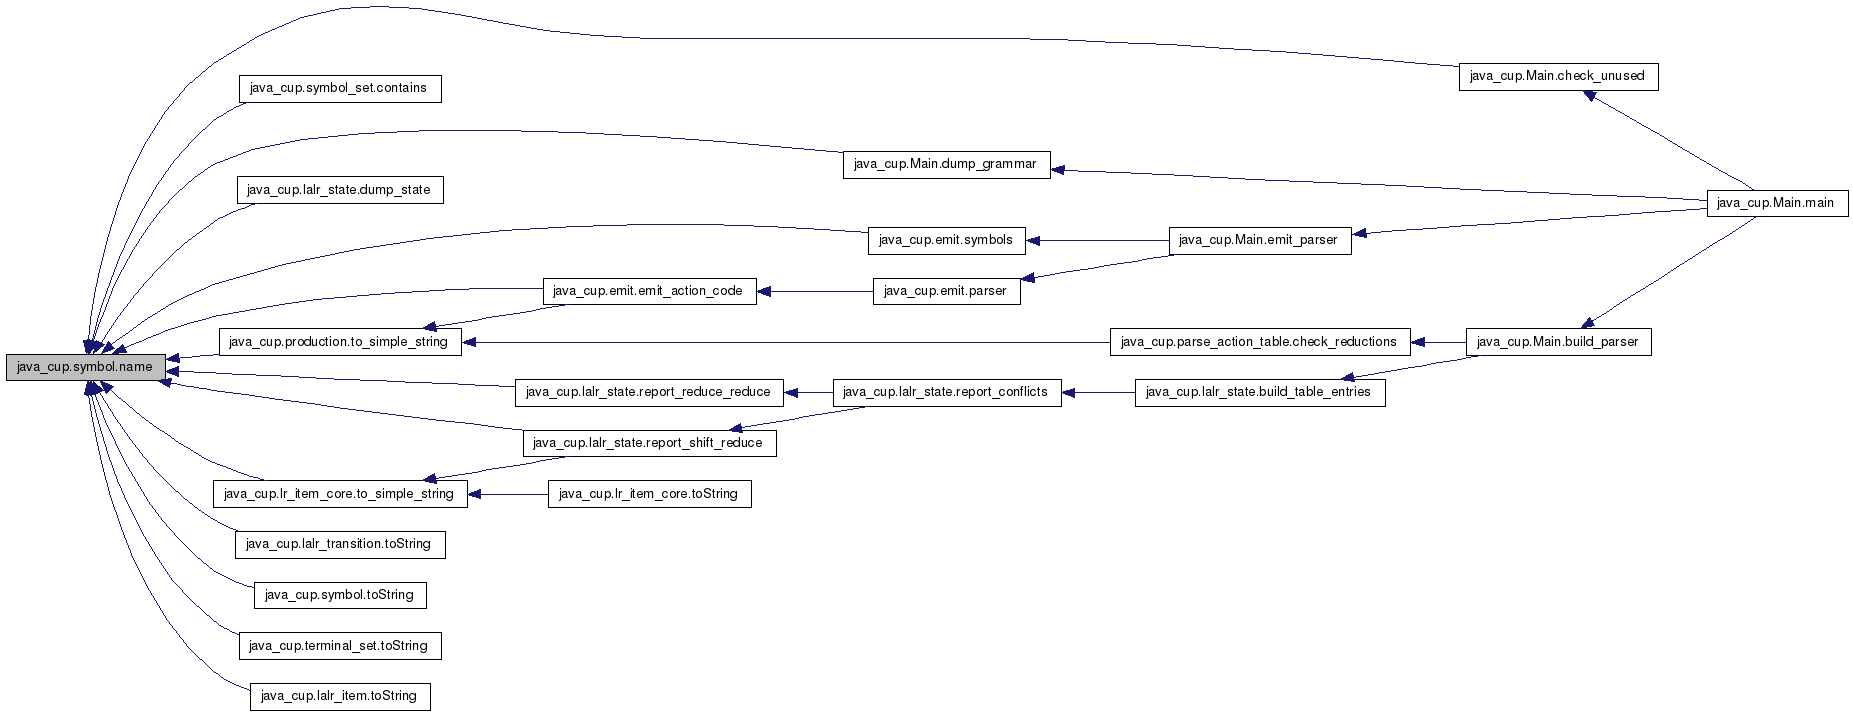 java_cup.Main.check_unused
java_cup.symbol_set.contains
java_cup.Main.dump_grammar
java_cup.lalr_state.dump_state
java_cup.Main.main
java_cup.emit.symbols
java_cup.Main.emit_parser
java_cup.emit.emit_action_code
java_cup.emit.parser
java_cup.production.to_simple_string
java_cup.parse_action_table.check_reductions
java_cup.Main.build_parser
java_cup.symbol.name
java_cup.lalr_state.report_reduce_reduce
java_cup.lalr_state.report_conflicts
java_cup.lalr_state.build_table_entries
java_cup.lalr_state.report_shift_reduce
java_cup.lr_item_core.to_simple_string
java_cup.lr_item_core.toString
java_cup.lalr_transition.toString
java_cup.symbol.toString
java_cup.terminal_set.toString
java_cup.lalr_item.toString